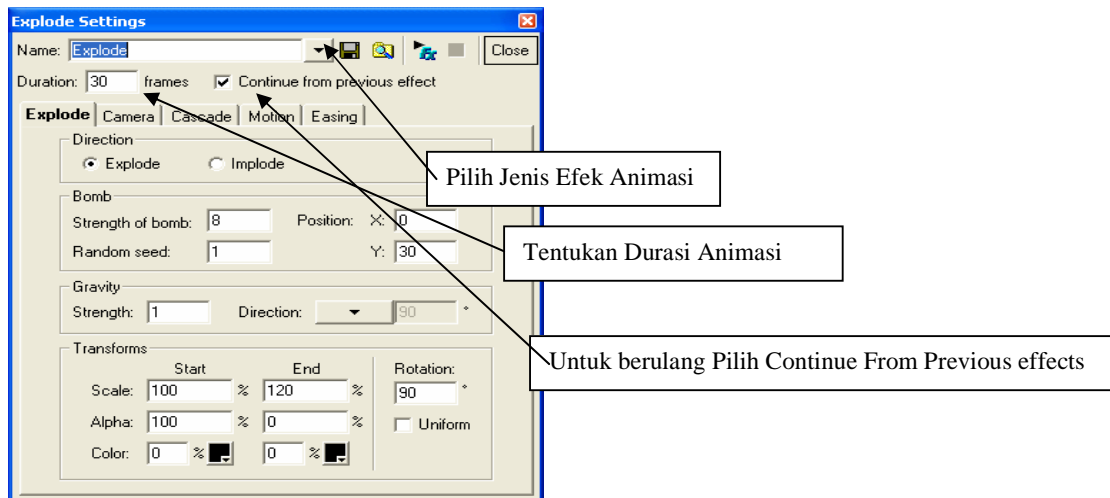 Explode Settings
Name: Explode Close
Duration: 30 frames Continue from previous effect
Explode Camera Cascade Motion Easing
Direction
Explode Implode
Pilih Jenis Efek Animasi
Bomb
Strength of bomb: 8 Position: X: 0
Random seed: 1 Y: 30
Tentukan Durasi Animasi
Gravity
Strength: 1 Direction: 90 °
Untuk berulang Pilih Continue From Previous effects
Transforms
Start End Rotation:
Scale: 100 % 120 % 90 °
Alpha: 100 % 0 % Uniform
Color: 0 % 0 %